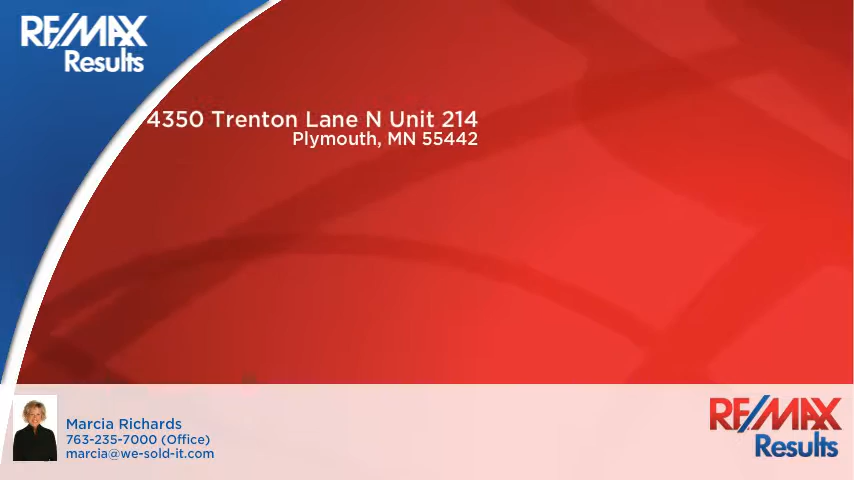 RE/MAX
Results
4350 Trenton Lane N Unit 214
Plymouth, MN 55442
Marcia Richards
763-235-7000 (Office)
marcia@we-sold-it.com
RE/MAX
Results